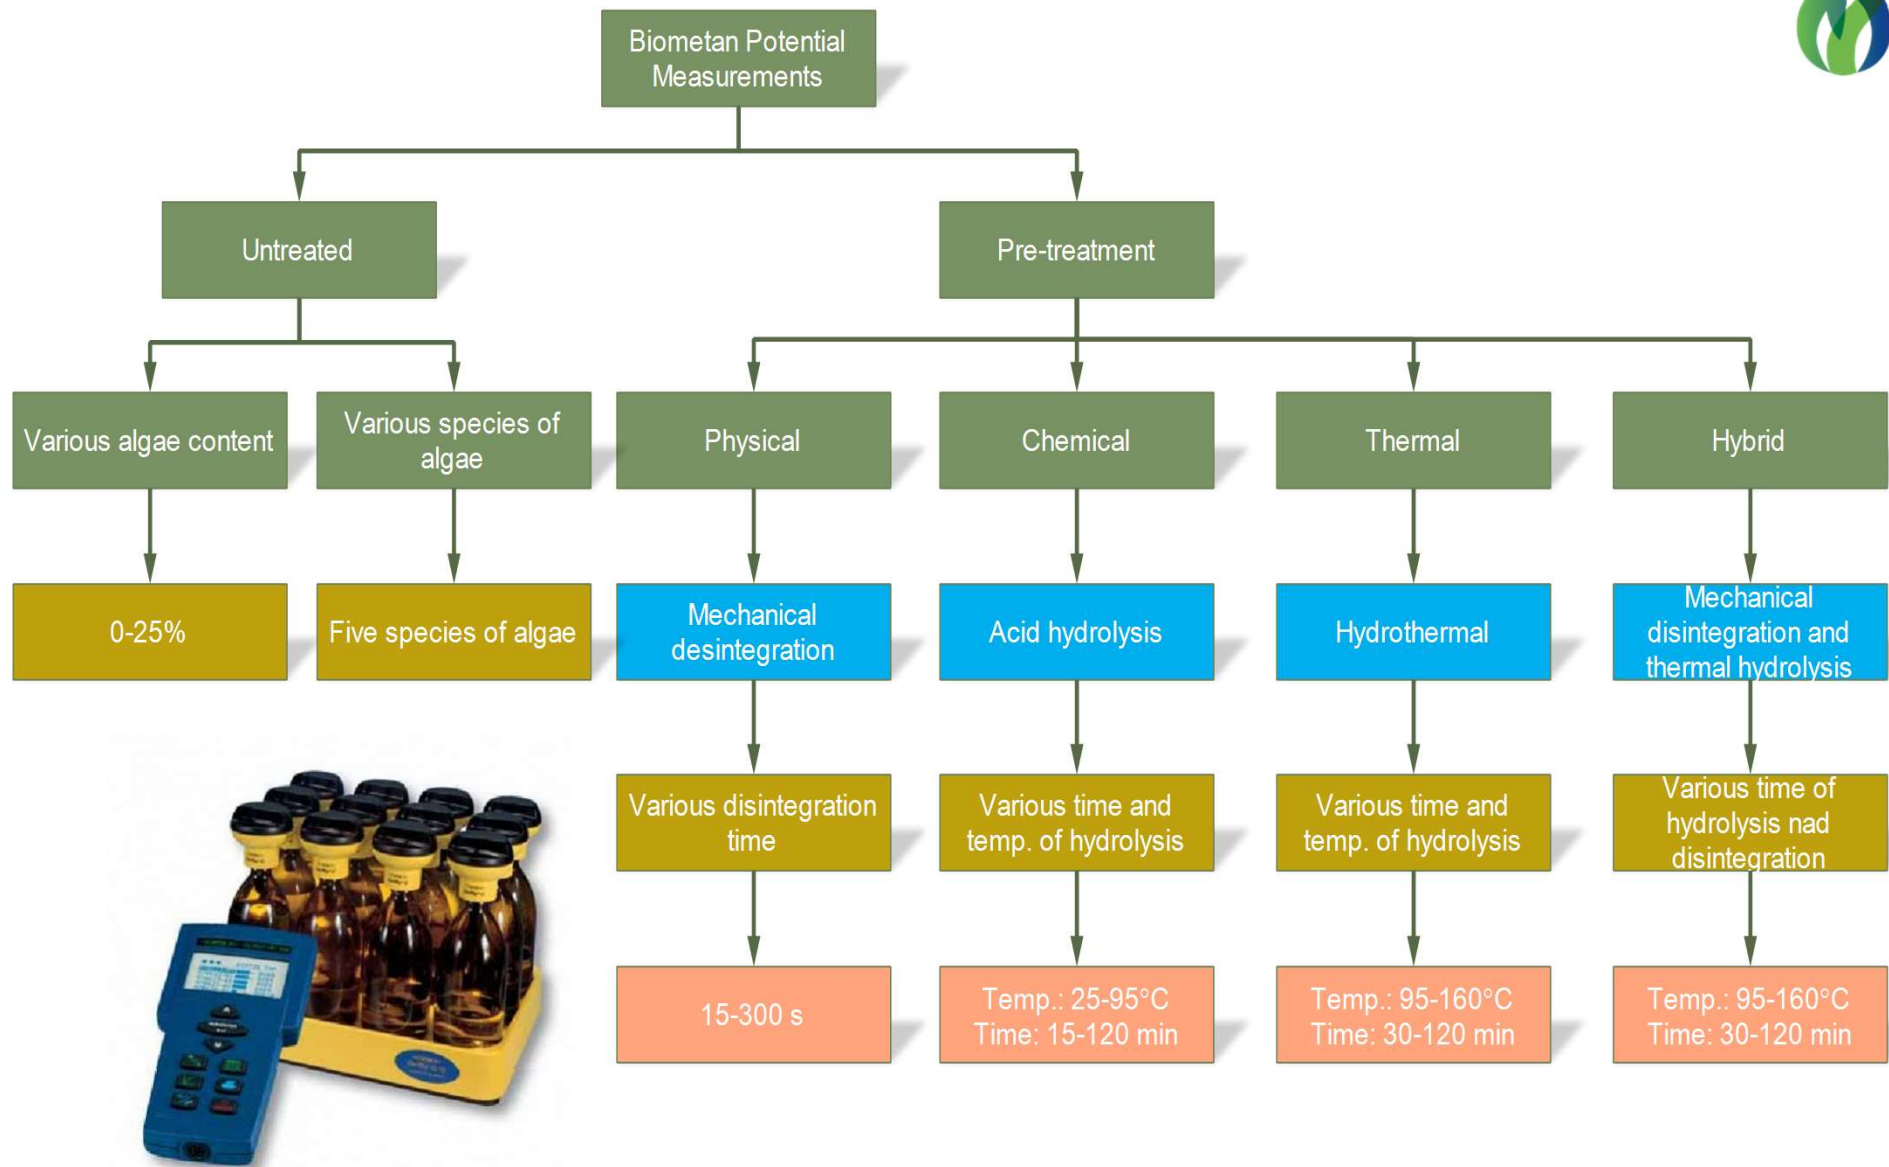 Biometan Potential
Measurements
Untreated
Pre-treatment
Various algae content
Various species of
algae
Physical
Chemical
Thermal
Hybrid
0-25%
Five species of algae
Mechanical
desintegration
Acid hydrolysis
Hydrothermal
Mechanical
disintegration and
thermal hydrolysis
Various disintegration
time
Various time and
temp. of hydrolysis
Various time and
temp. of hydrolysis
Various time of
hydrolysis nad
disintegration
15-300 s
Temp.: 25-95°C
Time: 15-120 min
Temp.: 95-160°C
Time: 30-120 min
Temp.: 95-160°C
Time: 30-120 min